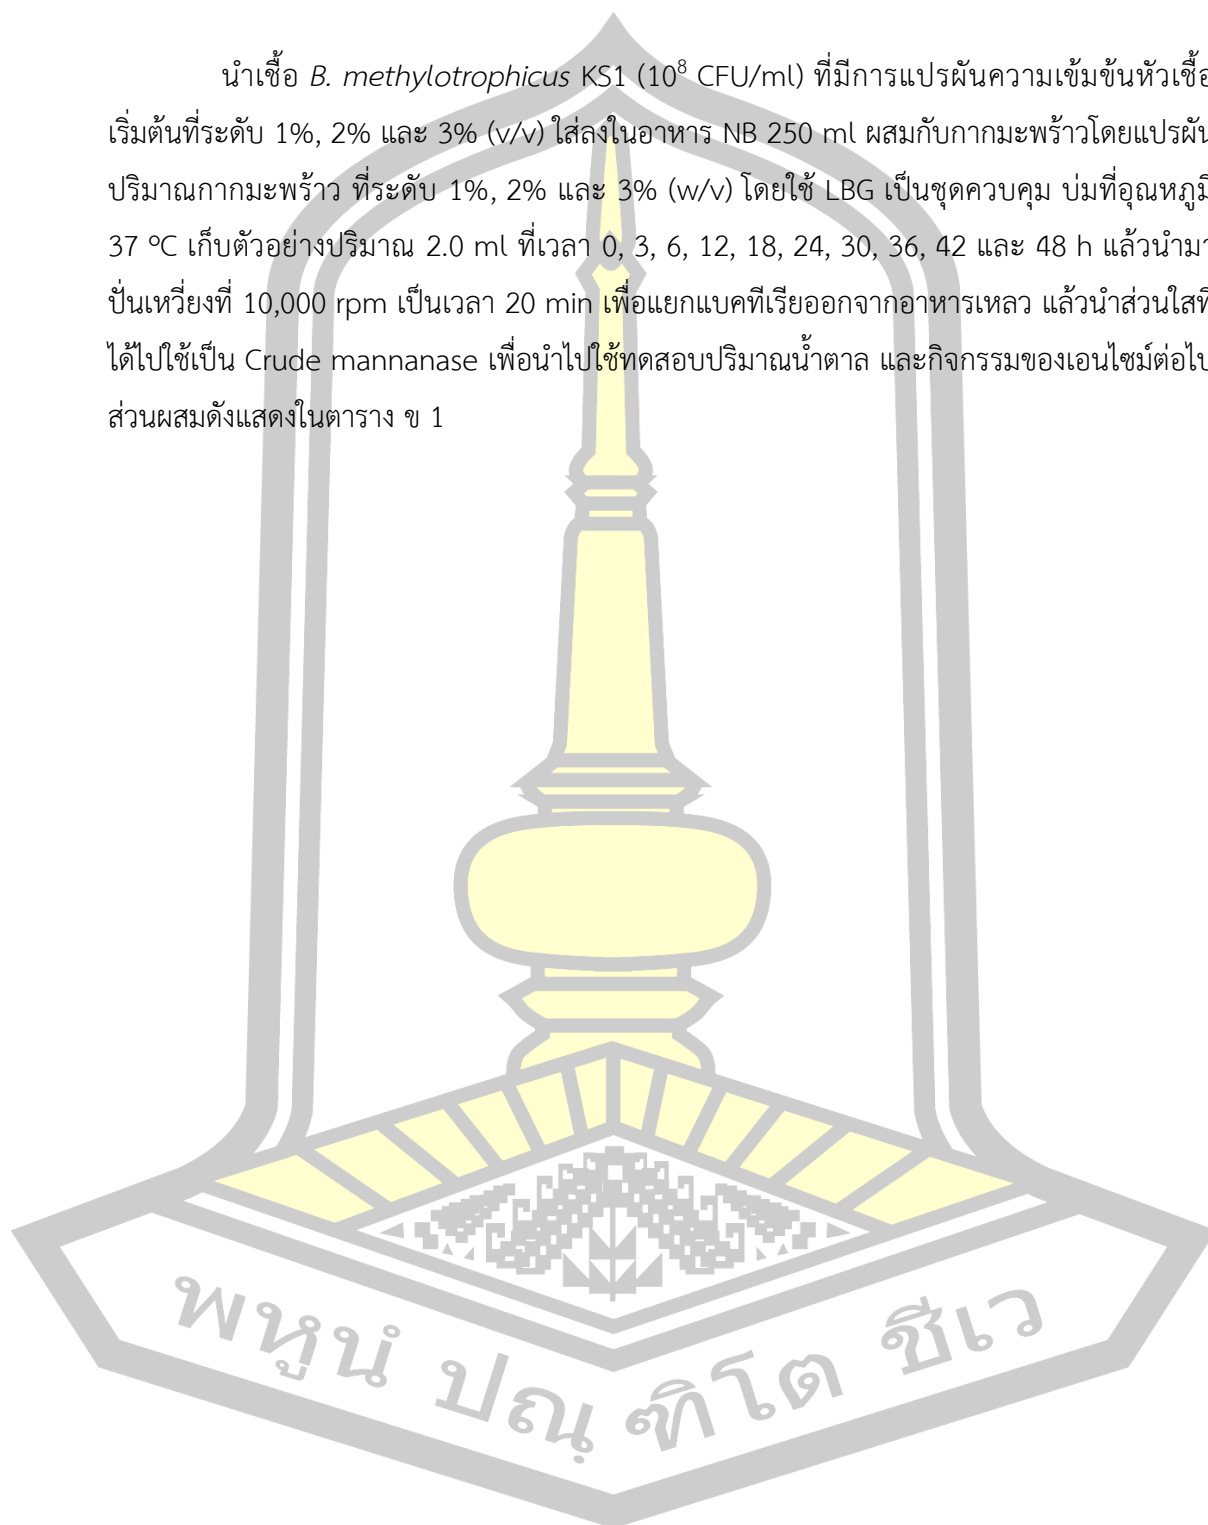 นำเชื้อ B. methylotrophicus KS1 (10⁸ CFU/ml) ที่มีการแปรผันความเข้มข้นหัวเชื้อ
เริ่มต้นที่ระดับ 1%, 2% และ 3% (v/v) ใส่ลงในอาหาร NB 250 ml ผสมกับกากมะพร้าวโดยแปรผัน
ปริมาณกากมะพร้าว ที่ระดับ 1%, 2% และ 3% (w/v) โดยใช้ LBG เป็นชุดควบคุม บ่มที่อุณหภูมิ
37 ºC เก็บตัวอย่างปริมาณ 2.0 ml ที่เวลา 0, 3, 6, 12, 18, 24, 30, 36, 42 และ 48 h แล้วนำมา
ปั่นเหวี่ยงที่ 10,000 rpm เป็นเวลา 20 min เพื่อแยกแบคทีเรียออกจากอาหารเหลว แล้วนำส่วนใสที่
ได้ไปใช้เป็น Crude mannanase เพื่อนำไปใช้ทดสอบปริมาณน้ำตาล และกิจกรรมของเอนไซม์ต่อไป
ส่วนผสมดังแสดงในตาราง ข 1
พหูนํ ปณฺฑิโต ชีเว